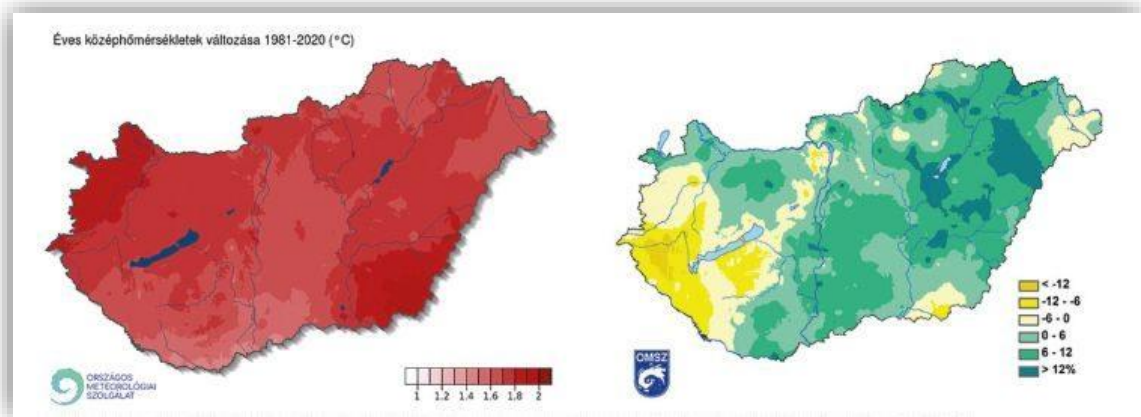 Éves középhőmérsékletek változása 1981-2020 (°C)
ORSZÁGOS
METEOROLÓGIAI
SZOLGÁLAT
1 1.2 1.4 1.6 1.8 2
OMSZ
< -12
-12 - -6
-6 - 0
0 - 6
6 - 12
> 12%